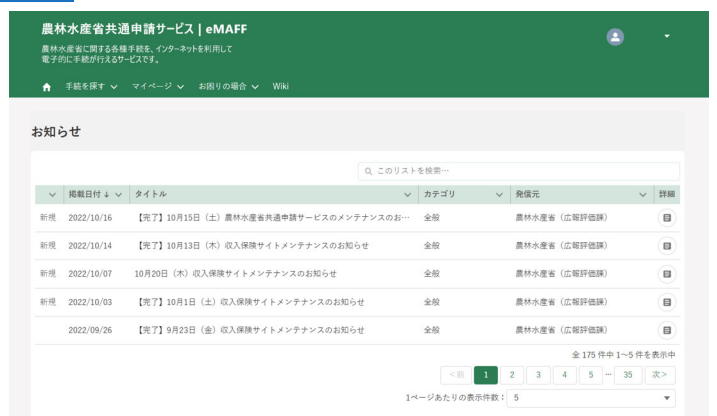 農林水産省共通申請サービス | eMAFF
農林水産省に関する各種手続を、インターネットを利用して
電子的に手続が行えるサービスです。
手続を探す マイページ お困りの場合 Wiki
お知らせ
このリストを検索…
掲載日付 ↓ タイトル カテゴリ 発信元 詳細
新規 2022/10/16 【完了】10月15日（土）農林水産省共通申請サービスのメンテナンスのお… 全般 農林水産省（広報評価課）
新規 2022/10/14 【完了】10月13日（木）収入保険サイトメンテナンスのお知らせ 全般 農林水産省（広報評価課）
新規 2022/10/07 10月20日（木）収入保険サイトメンテナンスのお知らせ 全般 農林水産省（広報評価課）
新規 2022/10/03 【完了】10月1日（土）収入保険サイトメンテナンスのお知らせ 全般 農林水産省（広報評価課）
2022/09/26 【完了】9月23日（金）収入保険サイトメンテナンスのお知らせ 全般 農林水産省（広報評価課）
全 175 件中 1～5 件を表示中
<前 1 2 3 4 5 … 35 次>
1ページあたりの表示件数： 5